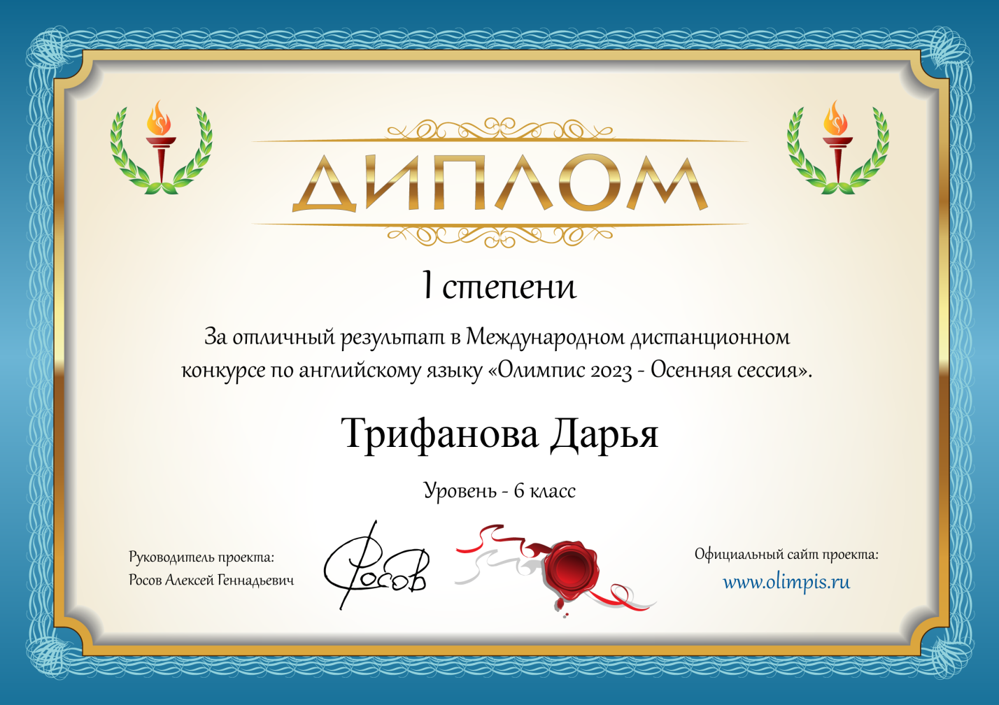 ДИПЛОМ
I степени
За отличный результат в Международном дистанционном
конкурсе по английскому языку «Олимпис 2023 - Осенняя сессия».
Трифанова Дарья
Уровень - 6 класс
Руководитель проекта:
Росов Алексей Геннадьевич
Росов
Официальный сайт проекта:
www.olimpis.ru